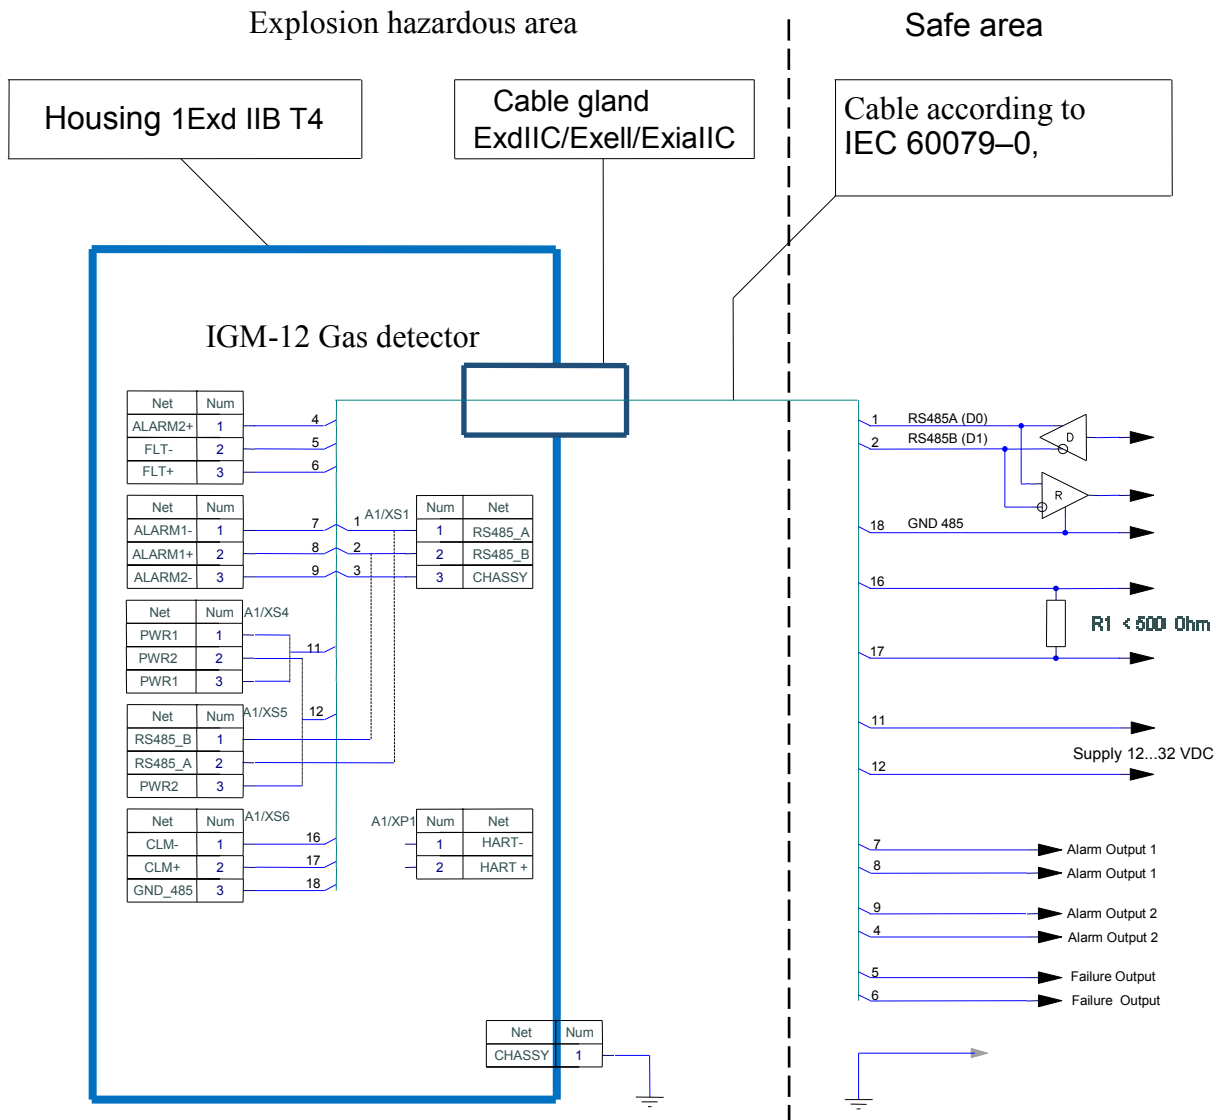 Explosion hazardous area
Safe area
Housing 1Exd IIB T4
Cable gland
ExdIIC/ExeII/ExiaIIC
Cable according to
IEC 60079–0,
IGM-12 Gas detector
Net Num
ALARM2+ 1 4
FLT- 2 5
FLT+ 3 6
Net Num
ALARM1- 1 7
ALARM1+ 2 8
ALARM2- 3 9
A1/XS1 Num Net
1 1 RS485_A
2 2 RS485_B
3 3 CHASSY
Net Num A1/XS4
PWR1 1
PWR2 2 11
PWR1 3
Net Num A1/XS5
12
RS485_B 1
RS485_A 2
PWR2 3
Net Num A1/XS6
CLM- 1 16
CLM+ 2 17
GND_485 3 18
A1/XP1 Num Net
1 HART-
2 HART +
Net Num
CHASSY 1
1 RS485A (D0)
2 RS485B (D1)
D
R
18 GND 485
16
R1 < 500 Ohm
17
11
Supply 12...32 VDC
12
7 Alarm Output 1
8 Alarm Output 1
9 Alarm Output 2
4 Alarm Output 2
5 Failure Output
6 Failure Output